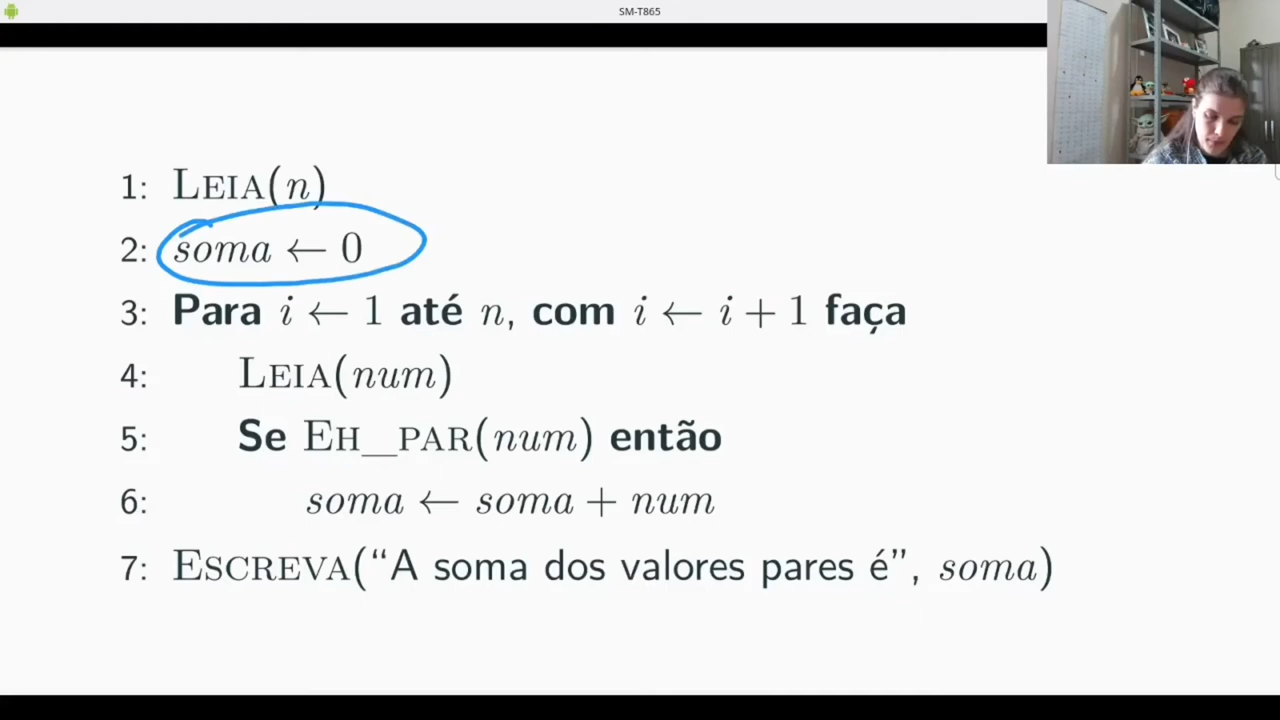 SM-T865
1: LEIA(n)
2: soma ← 0
3: Para i ← 1 até n, com i ← i + 1 faça
4: LEIA(num)
5: Se EH_PAR(num) então
6: soma ← soma + num
7: ESCREVA(“A soma dos valores pares é”, soma)